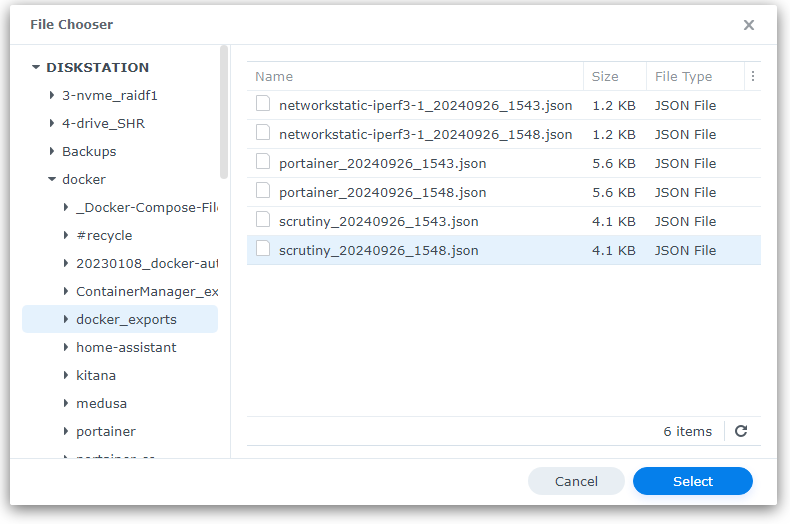 File Chooser
DISKSTATION
3-nvme_raidf1
4-drive_SHR
Backups
docker
_Docker-Compose-Fil
#recycle
20230108_docker-aut
ContainerManager_ex
docker_exports
home-assistant
kitana
medusa
portainer
Name Size File Type
networkstatic-iperf3-1_20240926_1543.json 1.2 KB JSON File
networkstatic-iperf3-1_20240926_1548.json 1.2 KB JSON File
portainer_20240926_1543.json 5.6 KB JSON File
portainer_20240926_1548.json 5.6 KB JSON File
scrutiny_20240926_1543.json 4.1 KB JSON File
scrutiny_20240926_1548.json 4.1 KB JSON File
6 items
Cancel Select